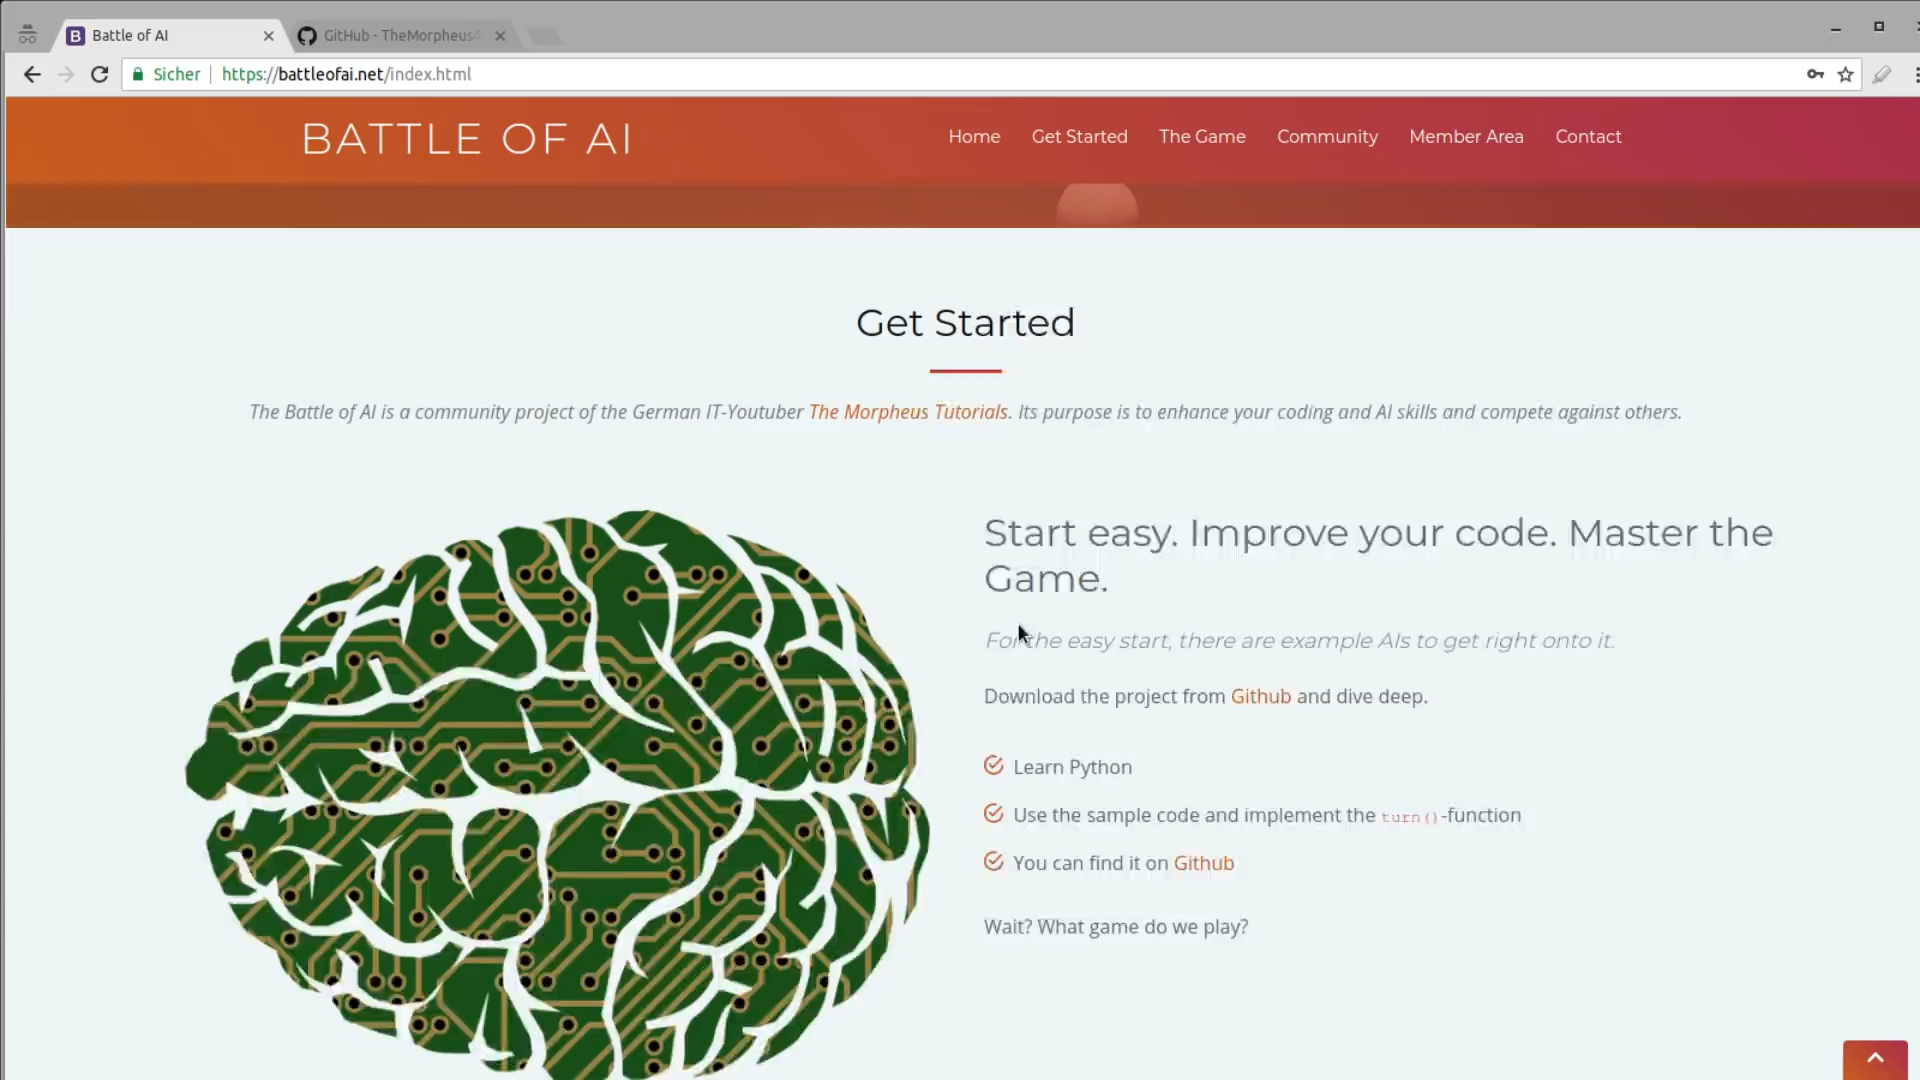 Battle of AI
GitHub - TheMorpheus4
Sicher https://battleofai.net/index.html
BATTLE OF AI
Home Get Started The Game Community Member Area Contact
Get Started
The Battle of AI is a community project of the German IT-Youtuber The Morpheus Tutorials. Its purpose is to enhance your coding and AI skills and compete against others.
Start easy. Improve your code. Master the
Game.
For the easy start, there are example AIs to get right onto it.
Download the project from Github and dive deep.
Learn Python
Use the sample code and implement the turn()-function
You can find it on Github
Wait? What game do we play?